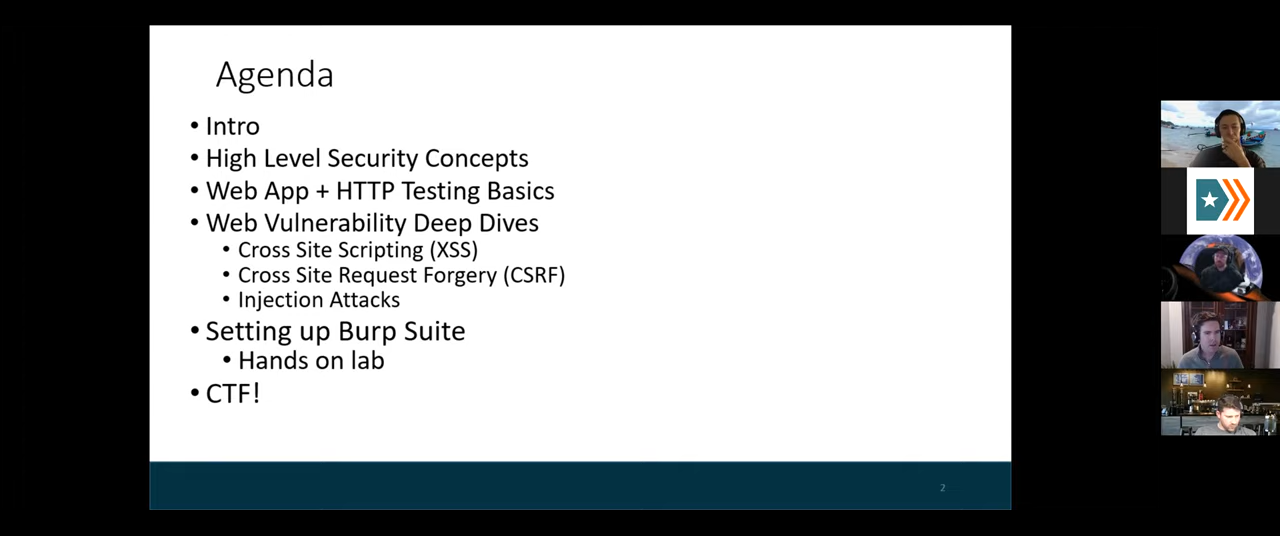 Agenda
• Intro
• High Level Security Concepts
• Web App + HTTP Testing Basics
• Web Vulnerability Deep Dives
• Cross Site Scripting (XSS)
• Cross Site Request Forgery (CSRF)
• Injection Attacks
• Setting up Burp Suite
• Hands on lab
• CTF!
2